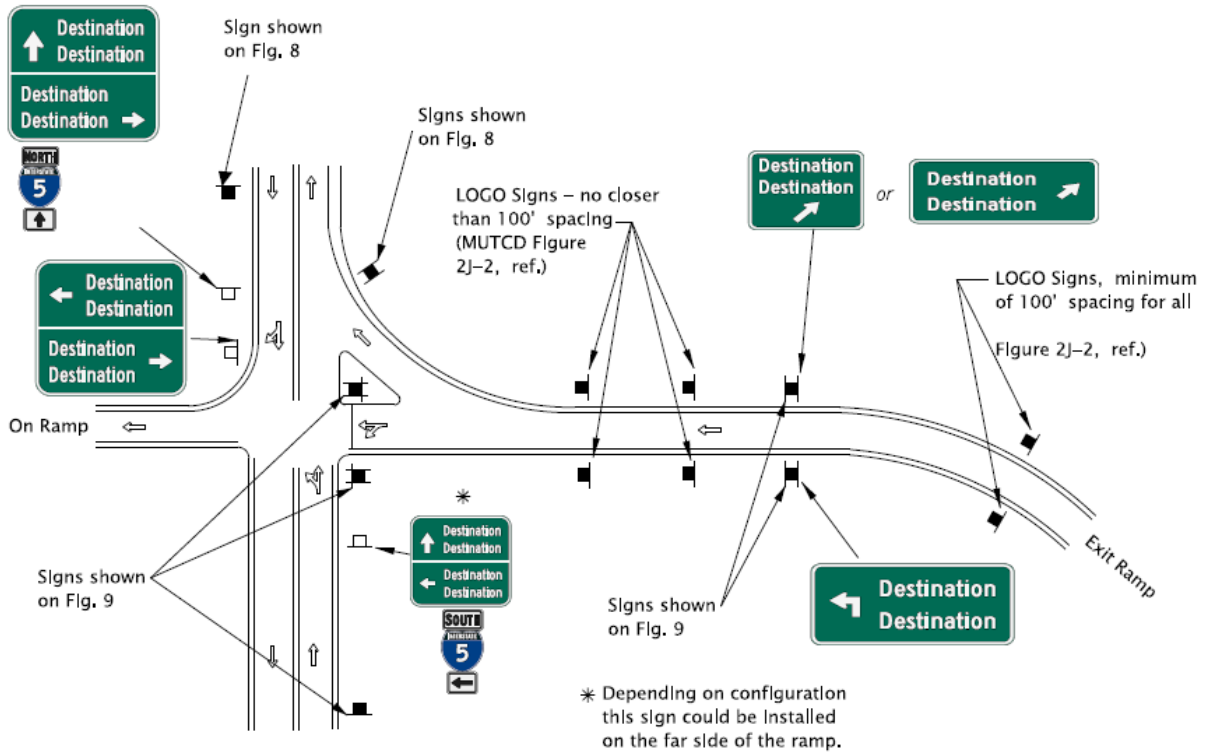 Destination
Destination
Destination
Destination
NORTH
INTERSTATE
5
Sign shown
on Fig. 8
Signs shown
on Fig. 8
LOGO Signs – no closer
than 100' spacing
(MUTCD Figure
2J–2, ref.)
Destination
Destination
or
Destination
Destination
LOGO Signs, minimum
of 100' spacing for all
Figure 2J–2, ref.)
Destination
Destination
Destination
Destination
On Ramp
Signs shown
on Fig. 9
*
Destination
Destination
Destination
Destination
SOUTH
INTERSTATE
5
Signs shown
on Fig. 9
Destination
Destination
Exit Ramp
* Depending on configuration
this sign could be installed
on the far side of the ramp.